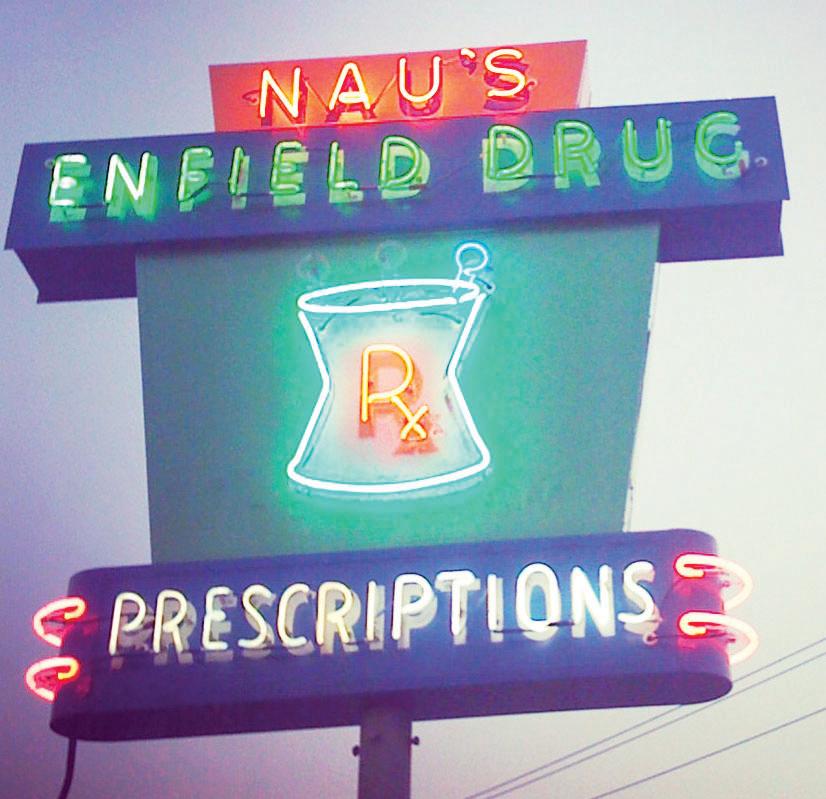 NAU'S
ENFIELD DRUG
Rx
PRESCRIPTIONS